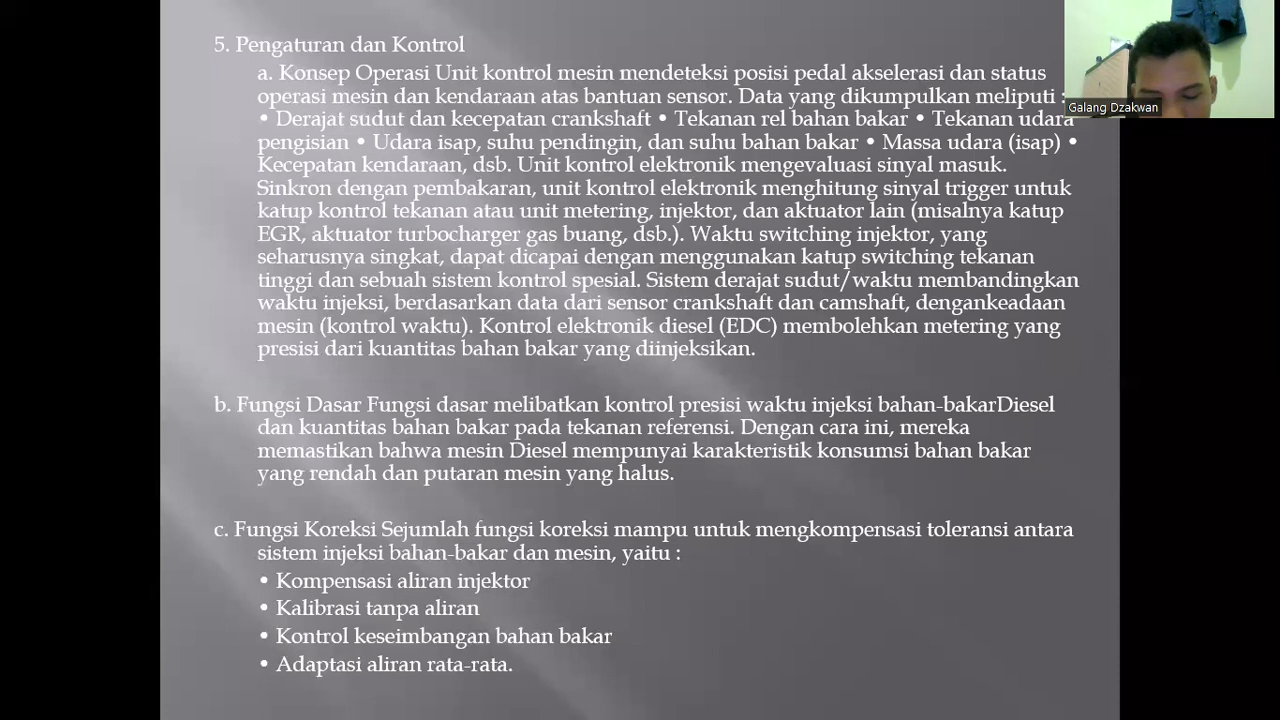 5. Pengaturan dan Kontrol
a. Konsep Operasi Unit kontrol mesin mendeteksi posisi pedal akselerasi dan status
operasi mesin dan kendaraan atas bantuan sensor. Data yang dikumpulkan meliputi :
• Derajat sudut dan kecepatan crankshaft • Tekanan rel bahan bakar • Tekanan udara
pengisian • Udara isap, suhu pendingin, dan suhu bahan bakar • Massa udara (isap) •
Kecepatan kendaraan, dsb. Unit kontrol elektronik mengevaluasi sinyal masuk.
Sinkron dengan pembakaran, unit kontrol elektronik menghitung sinyal trigger untuk
katup kontrol tekanan atau unit metering, injektor, dan aktuator lain (misalnya katup
EGR, aktuator turbocharger gas buang, dsb.). Waktu switching injektor, yang
seharusnya singkat, dapat dicapai dengan menggunakan katup switching tekanan
tinggi dan sebuah sistem kontrol spesial. Sistem derajat sudut/waktu membandingkan
waktu injeksi, berdasarkan data dari sensor crankshaft dan camshaft, dengankeadaan
mesin (kontrol waktu). Kontrol elektronik diesel (EDC) membolehkan metering yang
presisi dari kuantitas bahan bakar yang diinjeksikan.
b. Fungsi Dasar Fungsi dasar melibatkan kontrol presisi waktu injeksi bahan-bakarDiesel
dan kuantitas bahan bakar pada tekanan referensi. Dengan cara ini, mereka
memastikan bahwa mesin Diesel mempunyai karakteristik konsumsi bahan bakar
yang rendah dan putaran mesin yang halus.
c. Fungsi Koreksi Sejumlah fungsi koreksi mampu untuk mengkompensasi toleransi antara
sistem injeksi bahan-bakar dan mesin, yaitu :
• Kompensasi aliran injektor
• Kalibrasi tanpa aliran
• Kontrol keseimbangan bahan bakar
• Adaptasi aliran rata-rata.
Galang Dzakwan